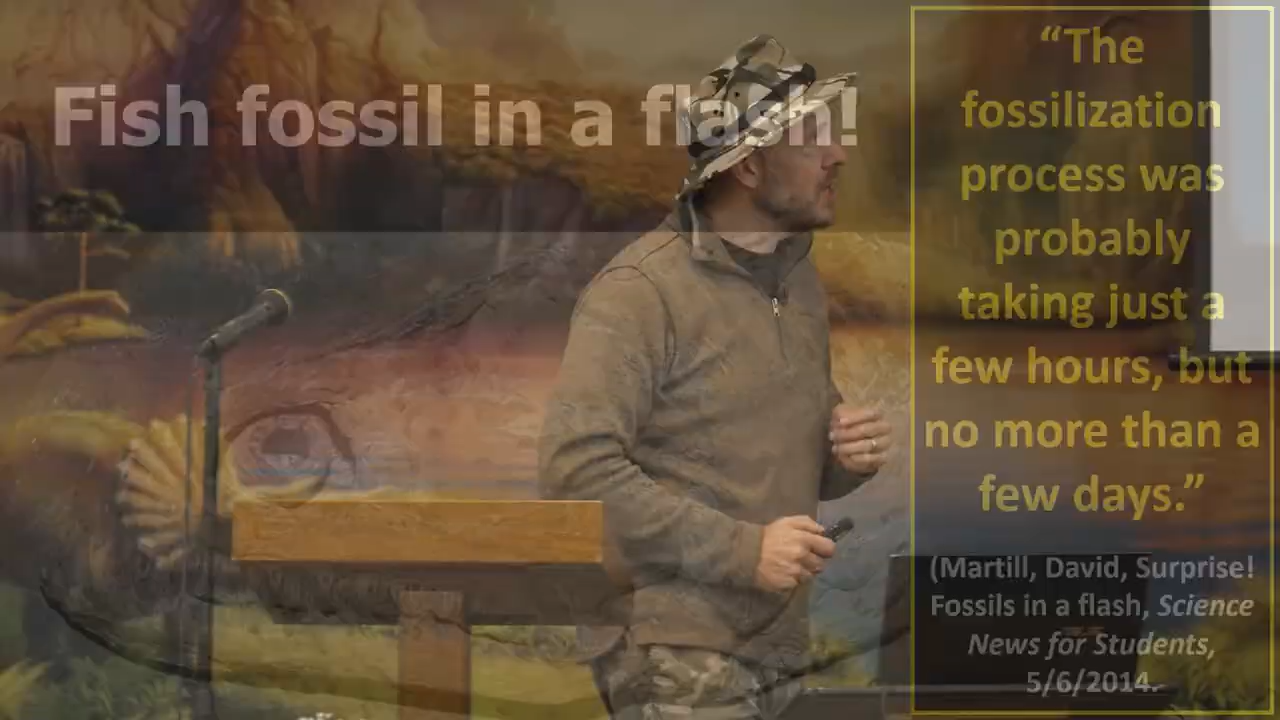 Fish fossil in a flash!
“The
fossilization
process was
probably
taking just a
few hours, but
no more than a
few days.”
(Martill, David, Surprise!
Fossils in a flash, Science
News for Students,
5/6/2014.